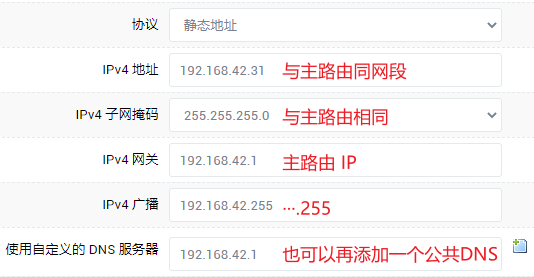 协议 静态地址
IPv4 地址 192.168.42.31 与主路由同网段
IPv4 子网掩码 255.255.255.0 与主路由相同
IPv4 网关 192.168.42.1 主路由 IP
IPv4 广播 192.168.42.255 ….255
使用自定义的 DNS 服务器 192.168.42.1 也可以再添加一个公共DNS